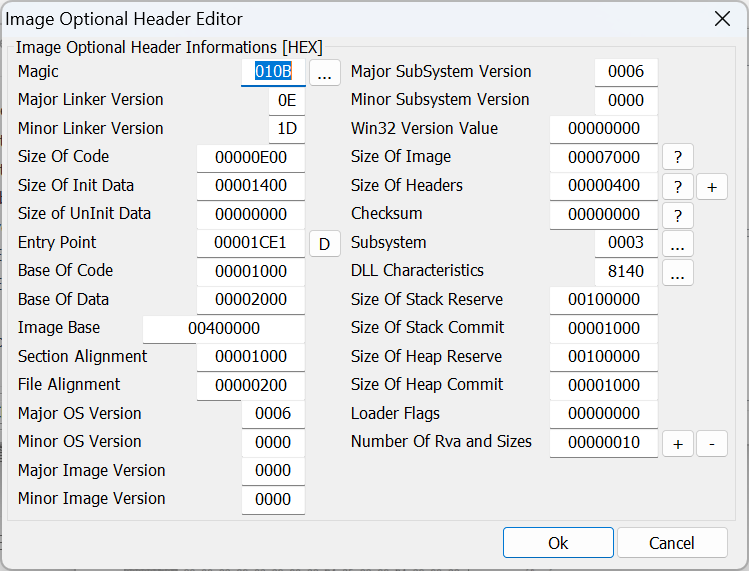 Image Optional Header Editor
Image Optional Header Informations [HEX]
Magic 010B ...
Major Linker Version 0E
Minor Linker Version 1D
Size Of Code 00000E00
Size Of Init Data 00001400
Size of UnInit Data 00000000
Entry Point 00001CE1 D
Base Of Code 00001000
Base Of Data 00002000
Image Base 00400000
Section Alignment 00001000
File Alignment 00000200
Major OS Version 0006
Minor OS Version 0000
Major Image Version 0000
Minor Image Version 0000
Major SubSystem Version 0006
Minor Subsystem Version 0000
Win32 Version Value 00000000
Size Of Image 00007000 ?
Size Of Headers 00000400 ? +
Checksum 00000000 ?
Subsystem 0003 ...
DLL Characteristics 8140 ...
Size Of Stack Reserve 00100000
Size Of Stack Commit 00001000
Size Of Heap Reserve 00100000
Size Of Heap Commit 00001000
Loader Flags 00000000
Number Of Rva and Sizes 00000010 + -
Ok Cancel